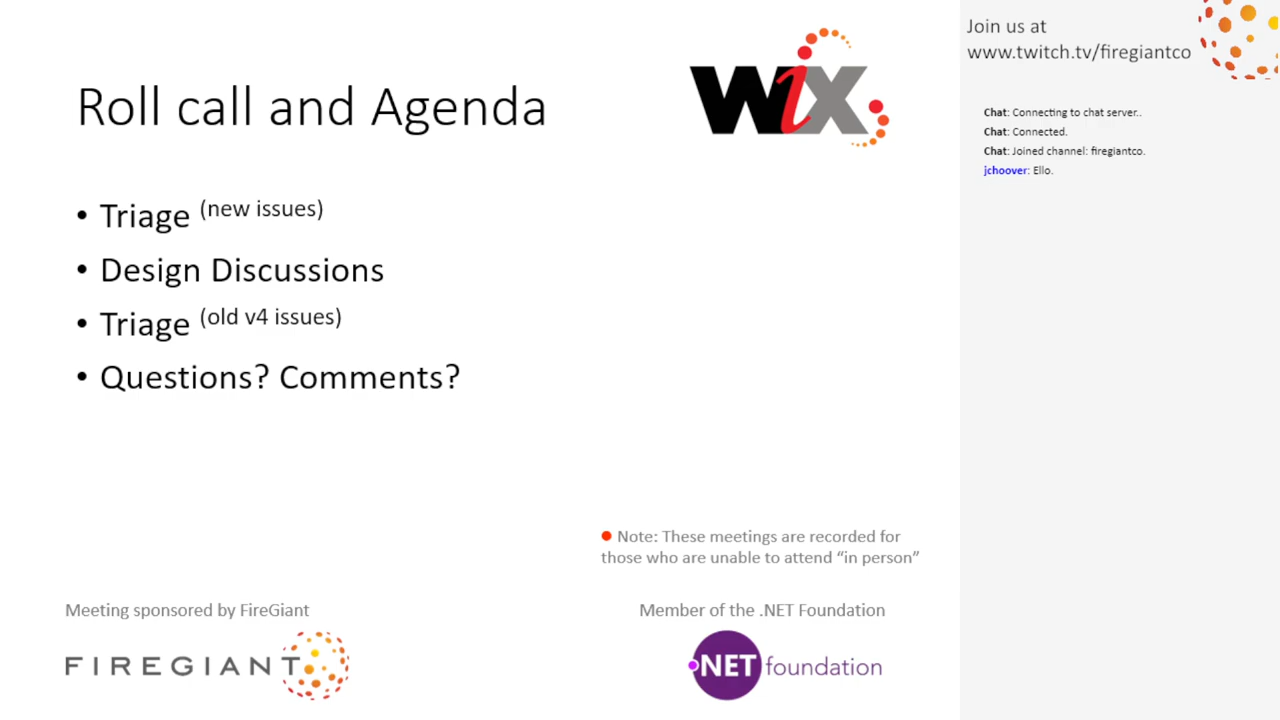 Roll call and Agenda
WiX
• Triage (new issues)
• Design Discussions
• Triage (old v4 issues)
• Questions? Comments?
Note: These meetings are recorded for
those who are unable to attend “in person”
Meeting sponsored by FireGiant
FIREGIANT
Member of the .NET Foundation
.NET foundation
Join us at
www.twitch.tv/firegiantco
Chat: Connecting to chat server..
Chat: Connected.
Chat: Joined channel: firegiantco.
jchoover: Ello.